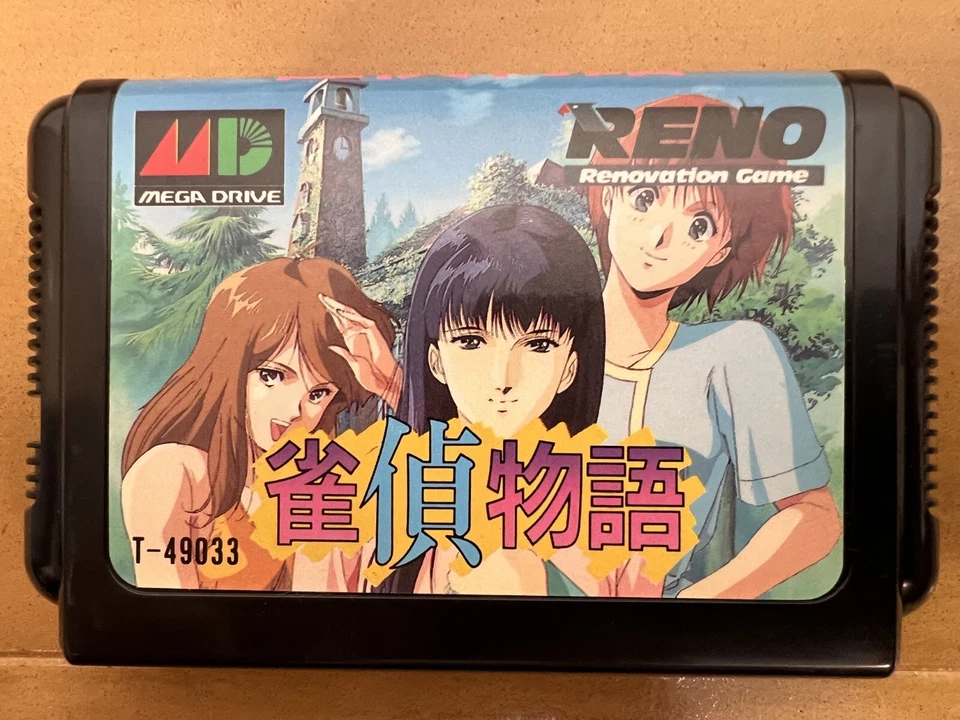 MD
MEGA DRIVE
RENO
Renovation Game
雀偵物語
T-49033